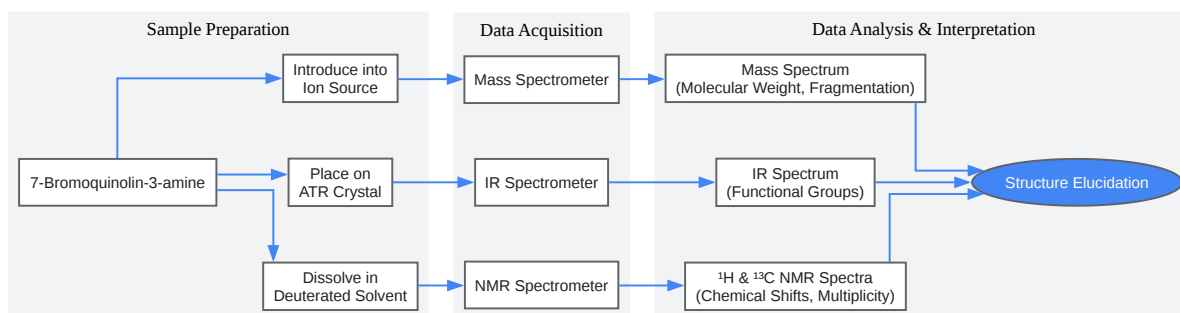 Sample Preparation
Data Acquisition
Data Analysis & Interpretation
Introduce into
Ion Source
Mass Spectrometer
Mass Spectrum
(Molecular Weight, Fragmentation)
7-Bromoquinolin-3-amine
Place on
ATR Crystal
IR Spectrometer
IR Spectrum
(Functional Groups)
Structure Elucidation
Dissolve in
Deuterated Solvent
NMR Spectrometer
¹H & ¹³C NMR Spectra
(Chemical Shifts, Multiplicity)